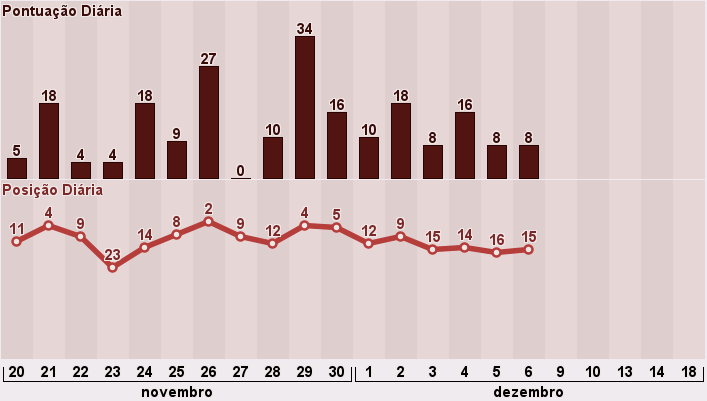 Pontuação Diária
5 18 4 4 18 9 27 0 10 34 16 10 18 8 16 8 8
Posição Diária
11 4 9 23 14 8 2 9 12 4 5 12 9 15 14 16 15
20 21 22 23 24 25 26 27 28 29 30 1 2 3 4 5 6 9 10 13 14 18
novembro dezembro